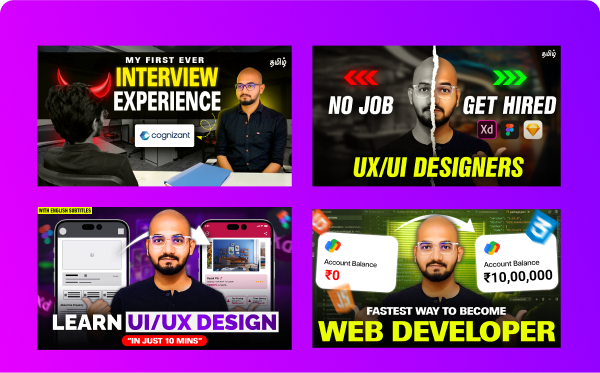 MY FIRST EVER
தமிழ்
INTERVIEW
EXPERIENCE
cognizant
தமிழ்
NO JOB
GET HIRED
Xd
UX/UI DESIGNERS
WITH ENGLISH SUBTITLES
LEARN UI/UX DESIGN
"IN JUST 10 MINS"
Account Balance
₹0
Account Balance
₹10,00,000
FASTEST WAY TO BECOME
WEB DEVELOPER